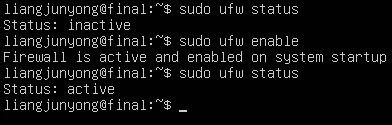 liangjunyong@final:~$ sudo ufw status
Status: inactive
liangjunyong@final:~$ sudo ufw enable
Firewall is active and enabled on system startup
liangjunyong@final:~$ sudo ufw status
Status: active
liangjunyong@final:~$ _